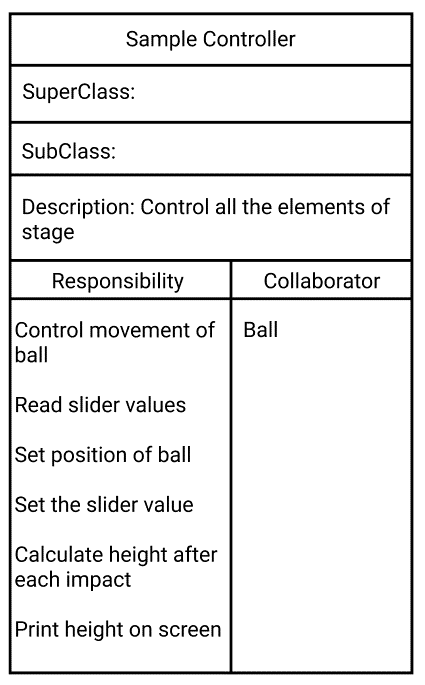 Sample Controller
SuperClass:
SubClass:
Description: Control all the elements of
stage
Responsibility
Collaborator
Control movement of
ball
Ball
Read slider values
Set position of ball
Set the slider value
Calculate height after
each impact
Print height on screen